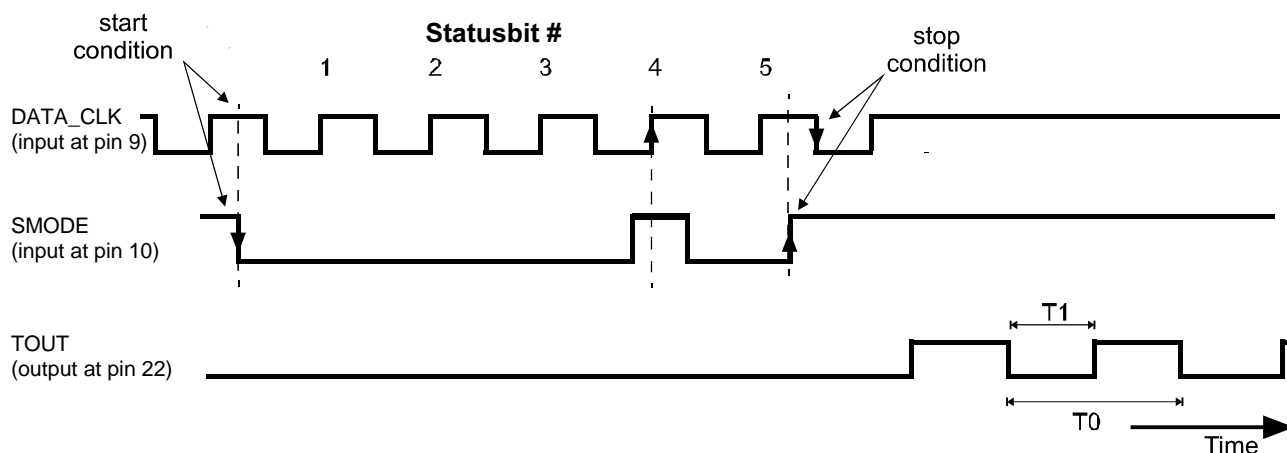 start
condition
Statusbit #
stop
condition
1 2 3 4 5
DATA_CLK
(input at pin 9)
SMODE
(input at pin 10)
T1
TOUT
(output at pin 22)
T0
Time